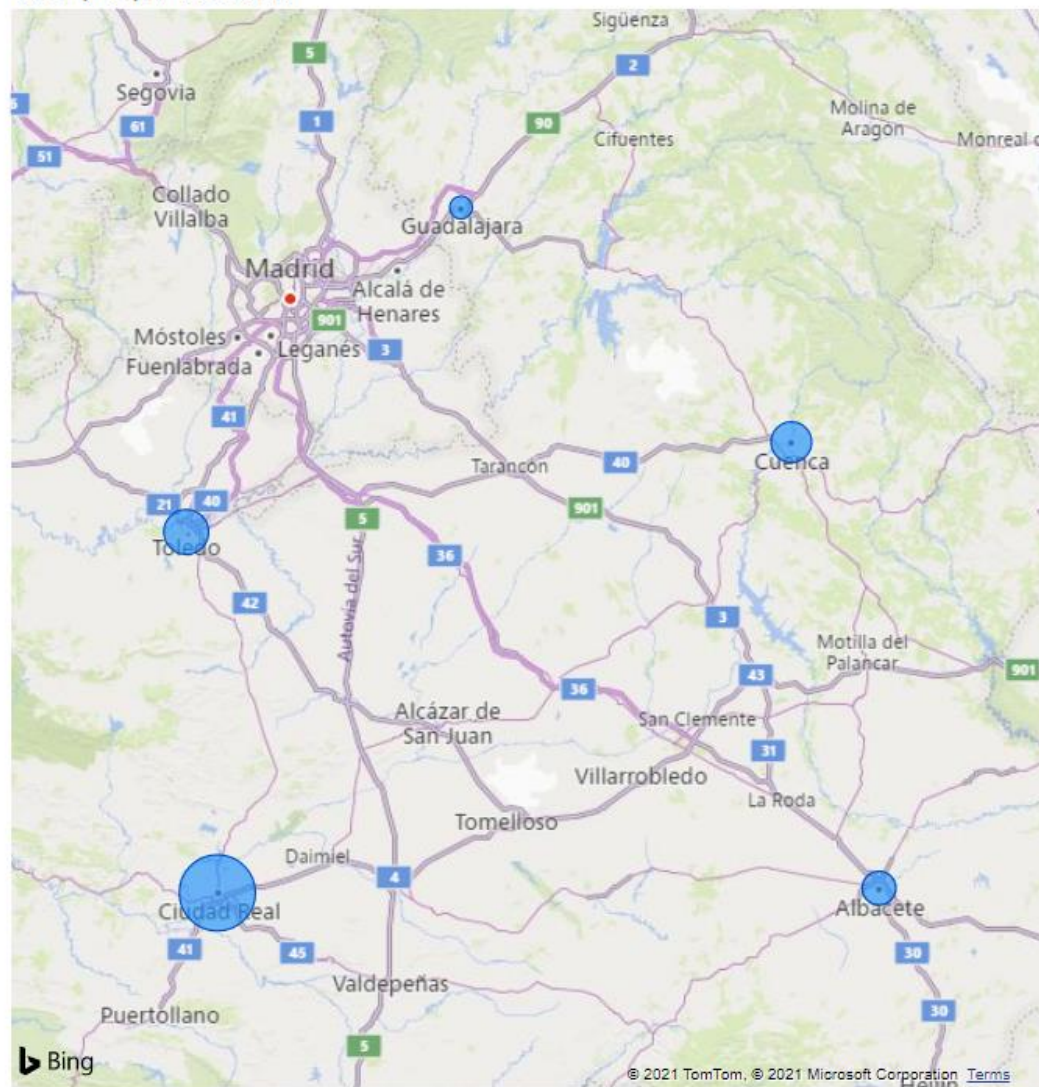 Sigüenza
5
2
Segovia
Molina de
Aragón
61
1
90
Cifuentes
51
Collado
Villalba
Guadalajara
Madrid
Alcalá de
Henares
901
Móstoles
Leganés
3
Fuenlabrada
41
Tarancón
40
Cuenca
21
40
901
5
Toledo
36
Autovía del Sur
42
3
Motilla del
Palancar
901
43
36
Alcázar de
San Juan
San Clemente
31
Villarrobledo
La Roda
Tomelloso
Daimiel
4
Ciudad Real
Albacete
41
45
30
Valdepeñas
Puertollano
30
5
Bing
© 2021 TomTom, © 2021 Microsoft Corporation Terms